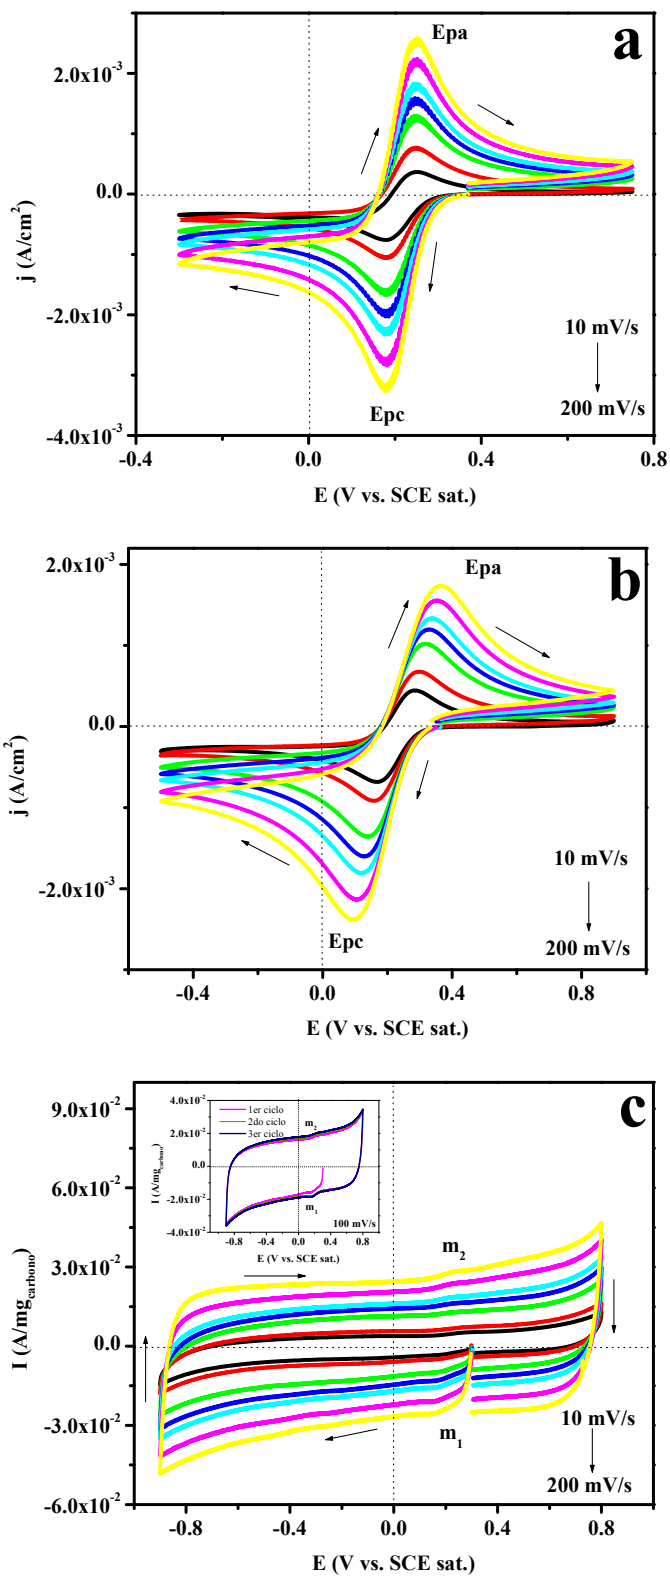 a
Epa
2.0x10-3
0.0
-2.0x10-3
-4.0x10-3
j (A/cm2)
10 mV/s
200 mV/s
Epc
-0.4 0.0 0.4 0.8
E (V vs. SCE sat.)
b
Epa
2.0x10-3
0.0
-2.0x10-3
j (A/cm2)
10 mV/s
200 mV/s
Epc
-0.4 0.0 0.4 0.8
E (V vs. SCE sat.)
c
9.0x10-2
6.0x10-2
3.0x10-2
0.0
-3.0x10-2
-6.0x10-2
I (A/mgcarbono)
4.0x10-2
2.0x10-2
0.0
-2.0x10-2
-4.0x10-2
I (A/mgcarbono)
1er ciclo
2do ciclo
3er ciclo
m2
m1
100 mV/s
-0.8 -0.4 0.0 0.4 0.8
E (V vs. SCE sat.)
m2
m1
10 mV/s
200 mV/s
-0.8 -0.4 0.0 0.4 0.8
E (V vs. SCE sat.)